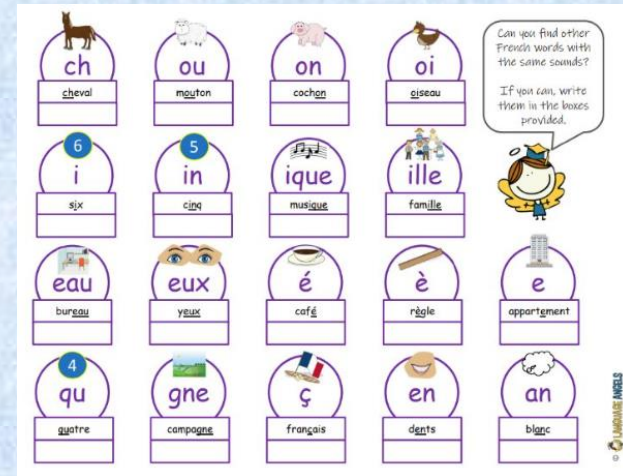 Can you find other
French words with
the same sounds?
If you can, write
them in the boxes
provided.
ch
cheval
ou
mouton
on
cochon
oi
oiseau
6
i
six
5
in
cinq
ique
musique
ille
famille
eau
bureau
eux
yeux
é
café
è
règle
e
appartement
4
qu
quatre
gne
campagne
ç
français
en
dents
an
blanc
© LANGUAGE ANGELS